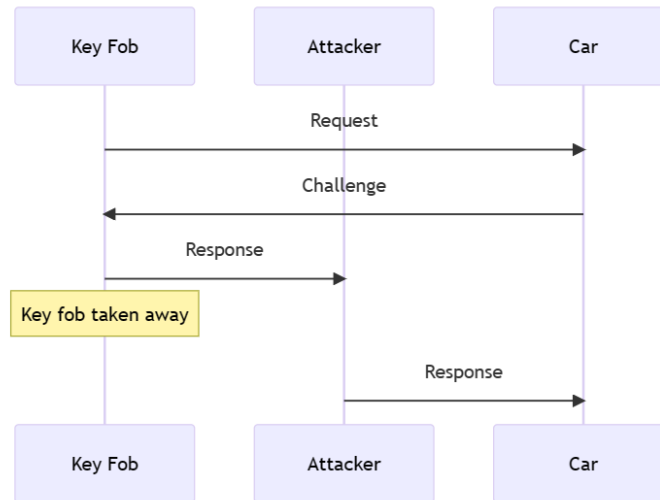 Key Fob
Attacker
Car
Request
Challenge
Response
Key fob taken away
Response
Key Fob
Attacker
Car